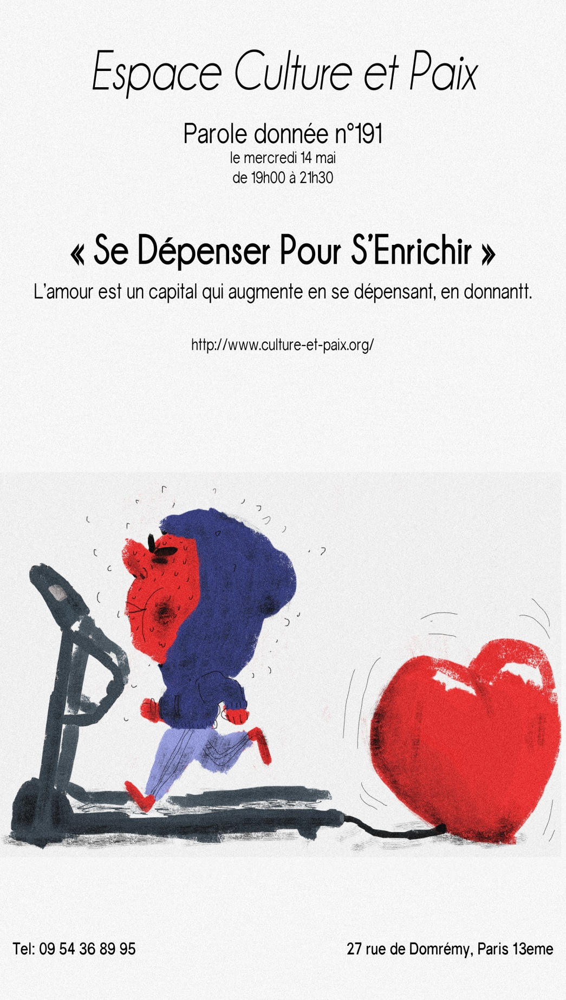 Espace Culture et Paix
Parole donnée n°191
le mercredi 14 mai
de 19h00 à 21h30
« Se Dépenser Pour S'Enrichir »
L'amour est un capital qui augmente en se dépensant, en donnantt.
http://www.culture-et-paix.org/
Tel: 09 54 36 89 95
27 rue de Domrémy, Paris 13eme